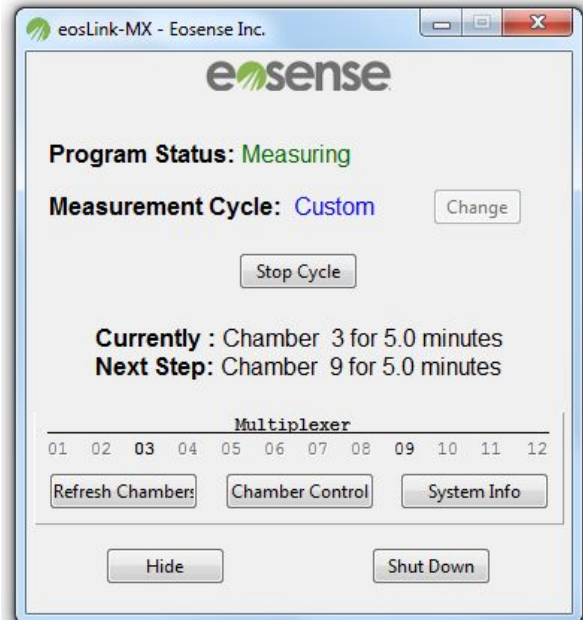 eosLink-MX - Eosense Inc.
eosense
Program Status: Measuring
Measurement Cycle: Custom Change
Stop Cycle
Currently : Chamber 3 for 5.0 minutes
Next Step: Chamber 9 for 5.0 minutes
Multiplexer
01 02 03 04 05 06 07 08 09 10 11 12
Refresh Chambers Chamber Control System Info
Hide Shut Down